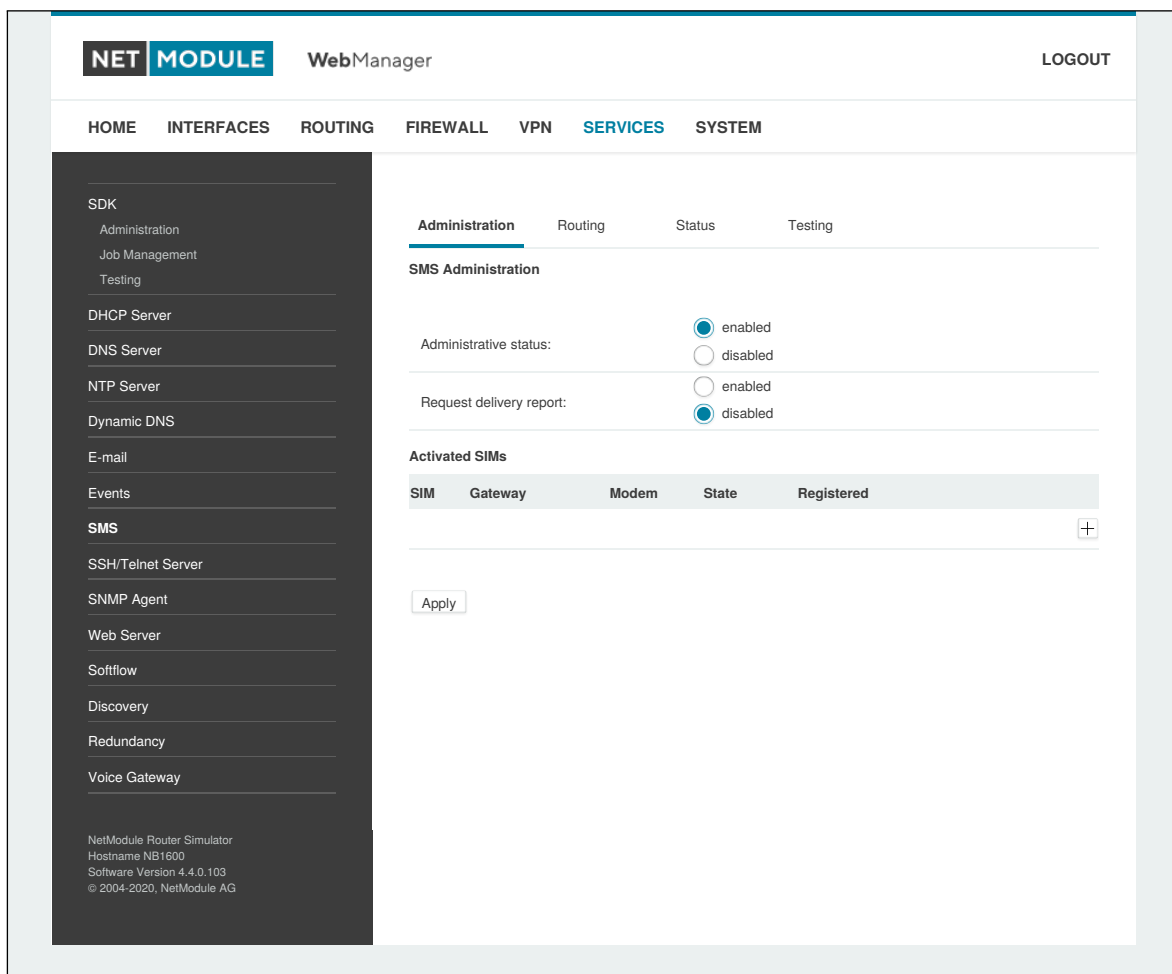 NET MODULE WebManager LOGOUT
HOME INTERFACES ROUTING FIREWALL VPN SERVICES SYSTEM
SDK
Administration
Job Management
Testing
DHCP Server
DNS Server
NTP Server
Dynamic DNS
E-mail
Events
SMS
SSH/Telnet Server
SNMP Agent
Web Server
Softflow
Discovery
Redundancy
Voice Gateway
NetModule Router Simulator
Hostname NB1600
Software Version 4.4.0.103
© 2004-2020, NetModule AG
Administration Routing Status Testing
SMS Administration
Administrative status:
enabled
disabled
Request delivery report:
enabled
disabled
Activated SIMs
SIM Gateway Modem State Registered
Apply